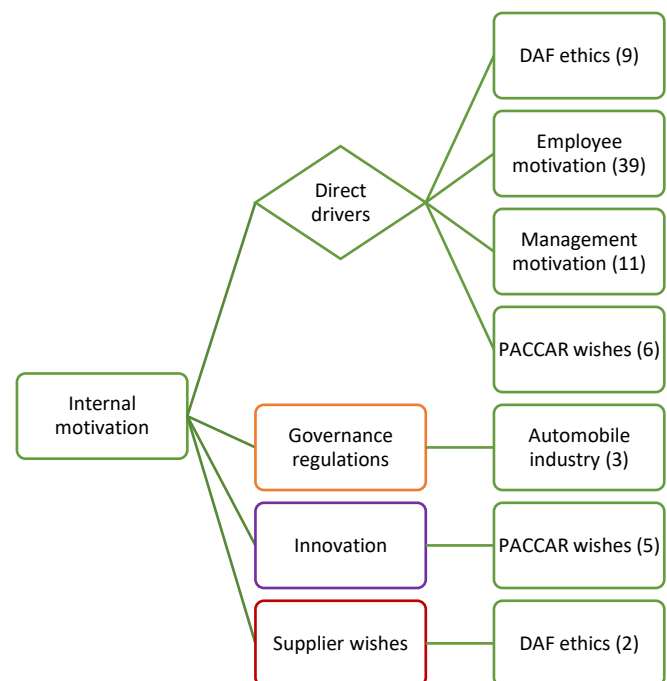 DAF ethics (9)
Employee
motivation (39)
Direct
drivers
Management
motivation (11)
PACCAR wishes (6)
Internal
motivation
Governance
regulations
Automobile
industry (3)
Innovation
PACCAR wishes (5)
Supplier wishes
DAF ethics (2)